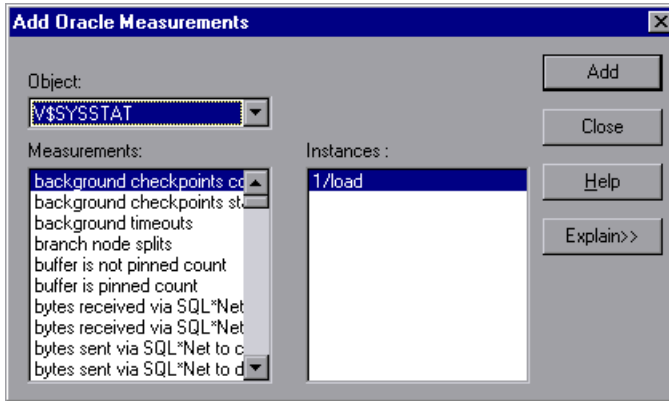 Add Oracle Measurements
Object:
V$SYSSTAT
Measurements:
background checkpoints co
background checkpoints sta
background timeouts
branch node splits
buffer is not pinned count
buffer is pinned count
bytes received via SQL*Net
bytes received via SQL*Net
bytes sent via SQL*Net to c
bytes sent via SQL*Net to d
Instances :
1/load
Add
Close
Help
Explain>>